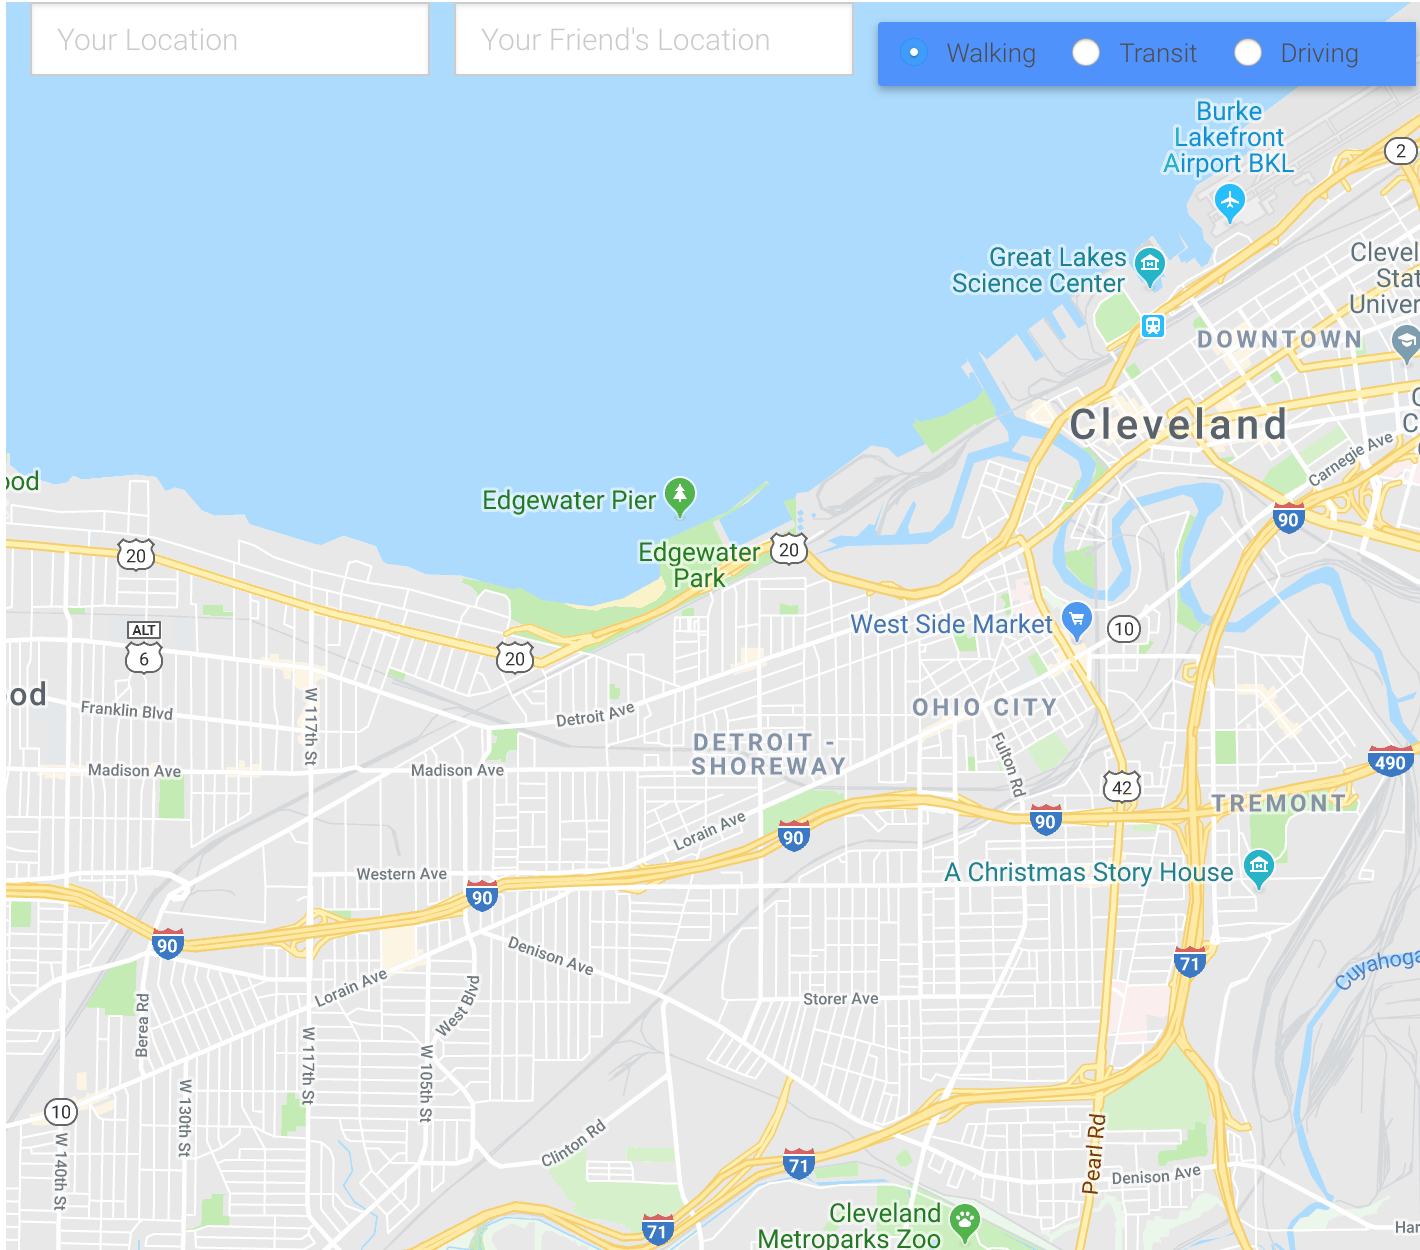 Your Location
Your Friend's Location
Walking
Transit
Driving
Burke
Lakefront
Airport BKL
2
Great Lakes
Science Center
Clevel
Stat
Univer
DOWNTOWN
Cleveland
C
C
Carnegie Ave
ood
Edgewater Pier
90
Edgewater
Park
20
20
ALT
6
20
West Side Market
10
ood
Franklin Blvd
W 117th St
Detroit Ave
OHIO CITY
DETROIT -
SHOREWAY
Fulton Rd
Madison Ave
Madison Ave
490
42
TREMONT
Lorain Ave
90
90
Western Ave
A Christmas Story House
90
90
Denison Ave
71
Cuyahoga
Lorain Ave
West Blvd
Storer Ave
Berea Rd
W 117th St
W 105th St
W 130th St
10
W 140th St
Clinton Rd
Pearl Rd
71
Denison Ave
Cleveland
Metroparks Zoo
71
Har